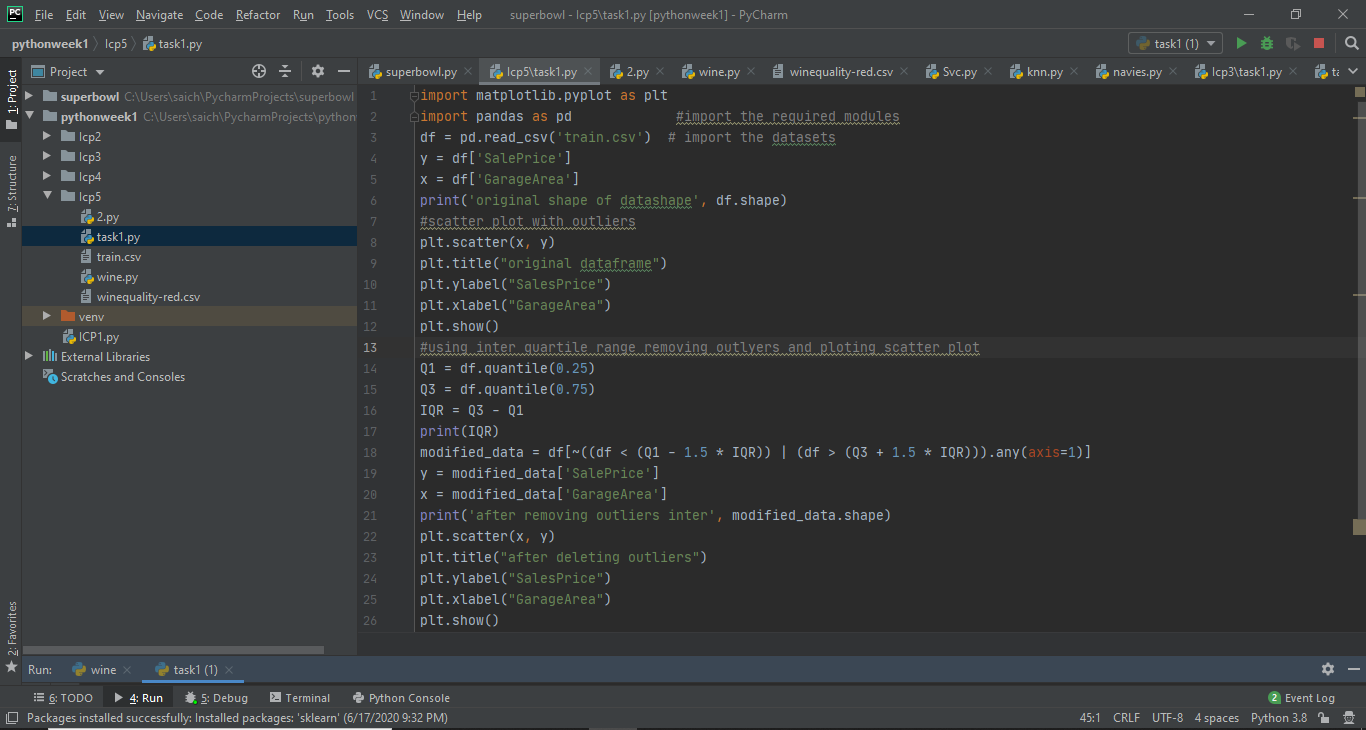 File Edit View Navigate Code Refactor Run Tools VCS Window Help superbowl - lcp5\task1.py [pythonweek1] - PyCharm
pythonweek1 lcp5 task1.py task1 (1)
Project superbowl.py lcp5\task1.py 2.py wine.py winequality-red.csv Svc.py knn.py navies.py lcp3\task1.py ta
1: Project
7: Structure
2: Favorites
superbowl C:\Users\saich\PycharmProjects\superbowl
pythonweek1 C:\Users\saich\PycharmProjects\python
lcp2
lcp3
lcp4
lcp5
2.py
task1.py
train.csv
wine.py
winequality-red.csv
venv
ICP1.py
External Libraries
Scratches and Consoles
1 import matplotlib.pyplot as plt
2 import pandas as pd #import the required modules
3 df = pd.read_csv('train.csv') # import the datasets
4 y = df['SalePrice']
5 x = df['GarageArea']
6 print('original shape of datashape', df.shape)
7 #scatter plot with outliers
8 plt.scatter(x, y)
9 plt.title("original dataframe")
10 plt.ylabel("SalesPrice")
11 plt.xlabel("GarageArea")
12 plt.show()
13 #using inter quartile range removing outlyers and ploting scatter plot
14 Q1 = df.quantile(0.25)
15 Q3 = df.quantile(0.75)
16 IQR = Q3 - Q1
17 print(IQR)
18 modified_data = df[~((df < (Q1 - 1.5 * IQR)) | (df > (Q3 + 1.5 * IQR))).any(axis=1)]
19 y = modified_data['SalePrice']
20 x = modified_data['GarageArea']
21 print('after removing outliers inter', modified_data.shape)
22 plt.scatter(x, y)
23 plt.title("after deleting outliers")
24 plt.ylabel("SalesPrice")
25 plt.xlabel("GarageArea")
26 plt.show()
Run: wine task1 (1)
6: TODO 4: Run 5: Debug Terminal Python Console 2 Event Log
Packages installed successfully: Installed packages: 'sklearn' (6/17/2020 9:32 PM) 45:1 CRLF UTF-8 4 spaces Python 3.8